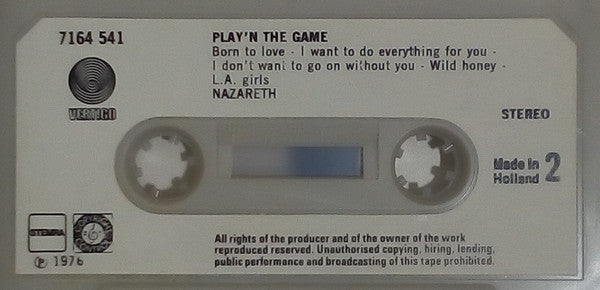 7164 541
PLAY'N THE GAME
Born to love - I want to do everything for you -
I don't want to go on without you - Wild honey -
L.A. girls
NAZARETH
VERTIGO
STEREO
Made in
Holland 2
STEMRA
COPYRIGHT CONTROL
℗ 1976
All rights of the producer and of the owner of the work
reproduced reserved. Unauthorised copying, hiring, lending,
public performance and broadcasting of this tape prohibited.